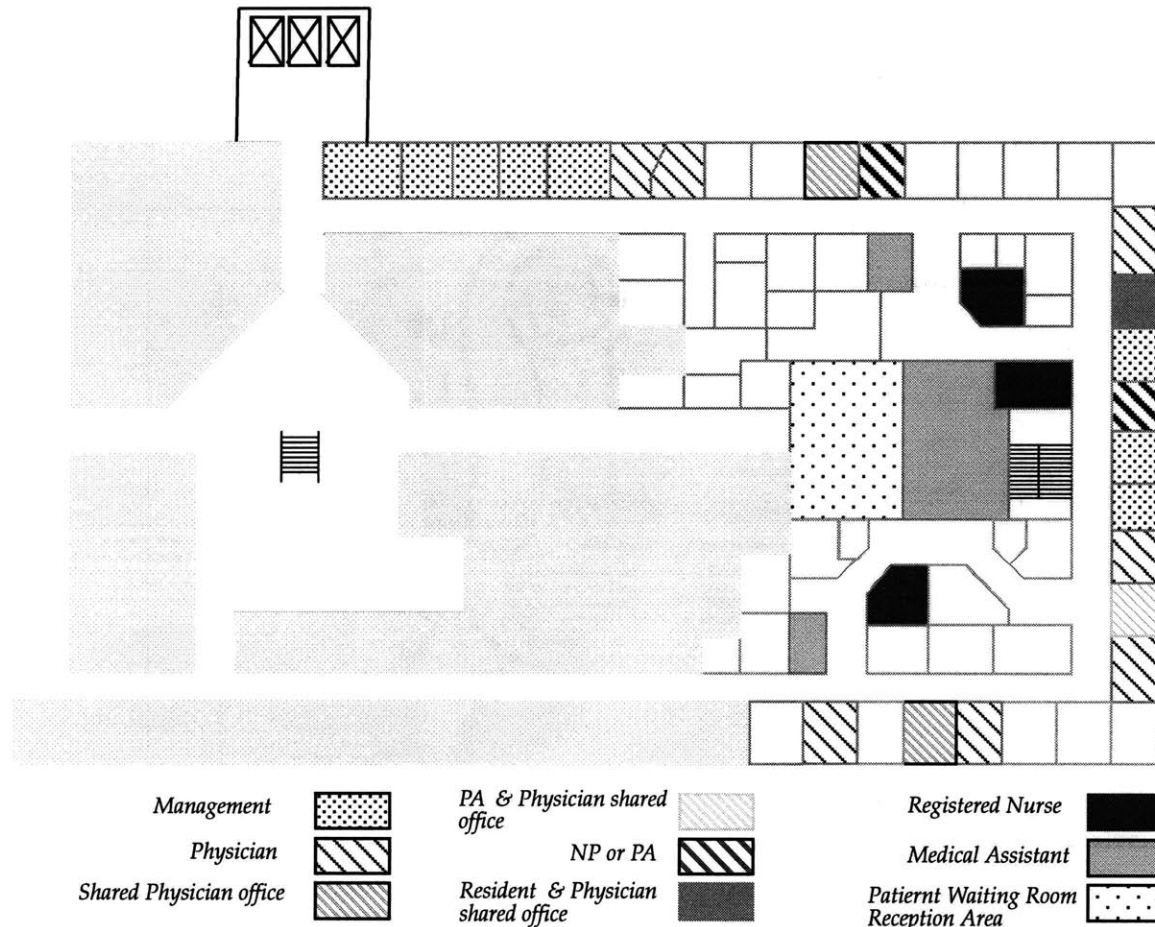 Management
Physician
Shared Physician office
PA & Physician shared
office
NP or PA
Resident & Physician
shared office
Registered Nurse
Medical Assistant
Patiernt Waiting Room
Reception Area